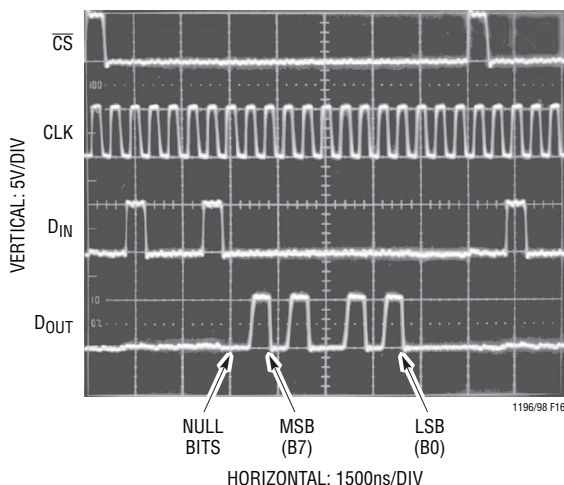 CS
100
CLK
VERTICAL: 5V/DIV
DIN
10
0%
DOUT
1196/98 F16
NULL
BITS
MSB
(B7)
LSB
(B0)
HORIZONTAL: 1500ns/DIV